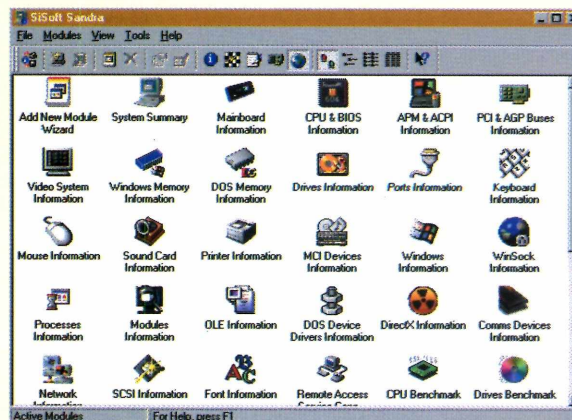 SiSoft Sandra
File Modules View Tools Help
Add New Module Wizard
System Summary
Mainboard Information
CPU & BIOS Information
APM & ACPI Information
PCI & AGP Buses Information
Video System Information
Windows Memory Information
DOS Memory Information
Drives Information
Ports Information
Keyboard Information
Mouse Information
Sound Card Information
Printer Information
MCI Devices Information
Windows Information
WinSock Information
Processes Information
Modules Information
OLE Information
DOS Device Drivers Information
DirectX Information
Comms Devices Information
Network
SCSI Information
Font Information
Remote Access
CPU Benchmark
Drives Benchmark
Active Modules
For Help, press F1